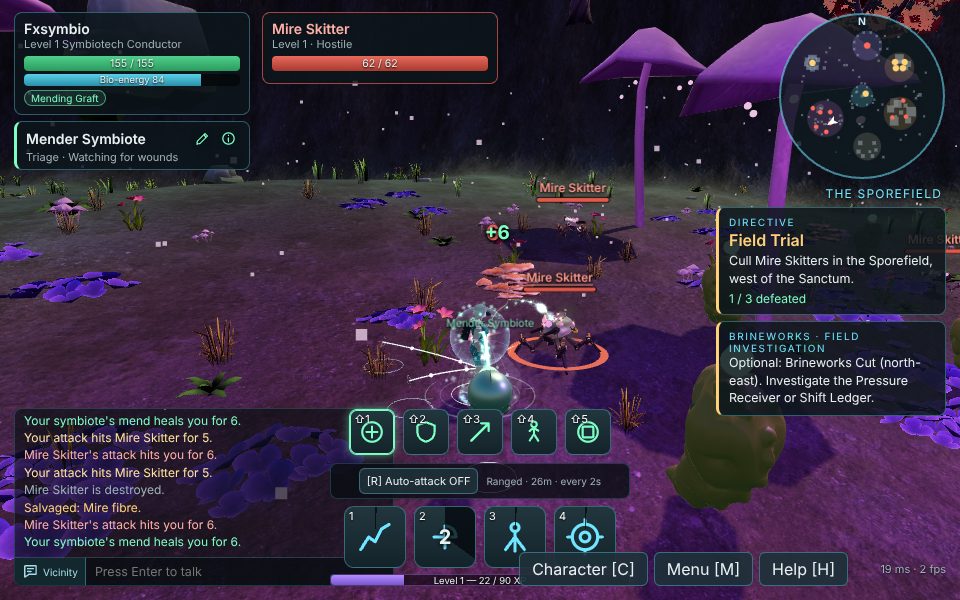 Fxsymbio
Level 1 Symbiotech Conductor
155 / 155
Bio-energy 84
Mending Graft
Mender Symbiote
Triage · Watching for wounds
Mire Skitter
Level 1 · Hostile
62 / 62
N
THE SPOREFIELD
DIRECTIVE
Field Trial
Cull Mire Skitters in the Sporefield,
west of the Sanctum.
1 / 3 defeated
BRINEWORKS · FIELD
INVESTIGATION
Optional: Brineworks Cut (north-
east). Investigate the Pressure
Receiver or Shift Ledger.
Mire Skitter
+6
Mire Skitter
Mender Symbiote
Your symbiote's mend heals you for 6.
Your attack hits Mire Skitter for 5.
Mire Skitter's attack hits you for 6.
Your attack hits Mire Skitter for 5.
Mire Skitter is destroyed.
Salvaged: Mire fibre.
Mire Skitter's attack hits you for 6.
Your symbiote's mend heals you for 6.
Vicinity
Press Enter to talk
⇧1 ⇧2 ⇧3 ⇧4 ⇧5
[R] Auto-attack OFF
Ranged · 26m · every 2s
1 2 3 4
2
Level 1 — 22 / 90
Character [C]
Menu [M]
Help [H]
19 ms · 2 fps